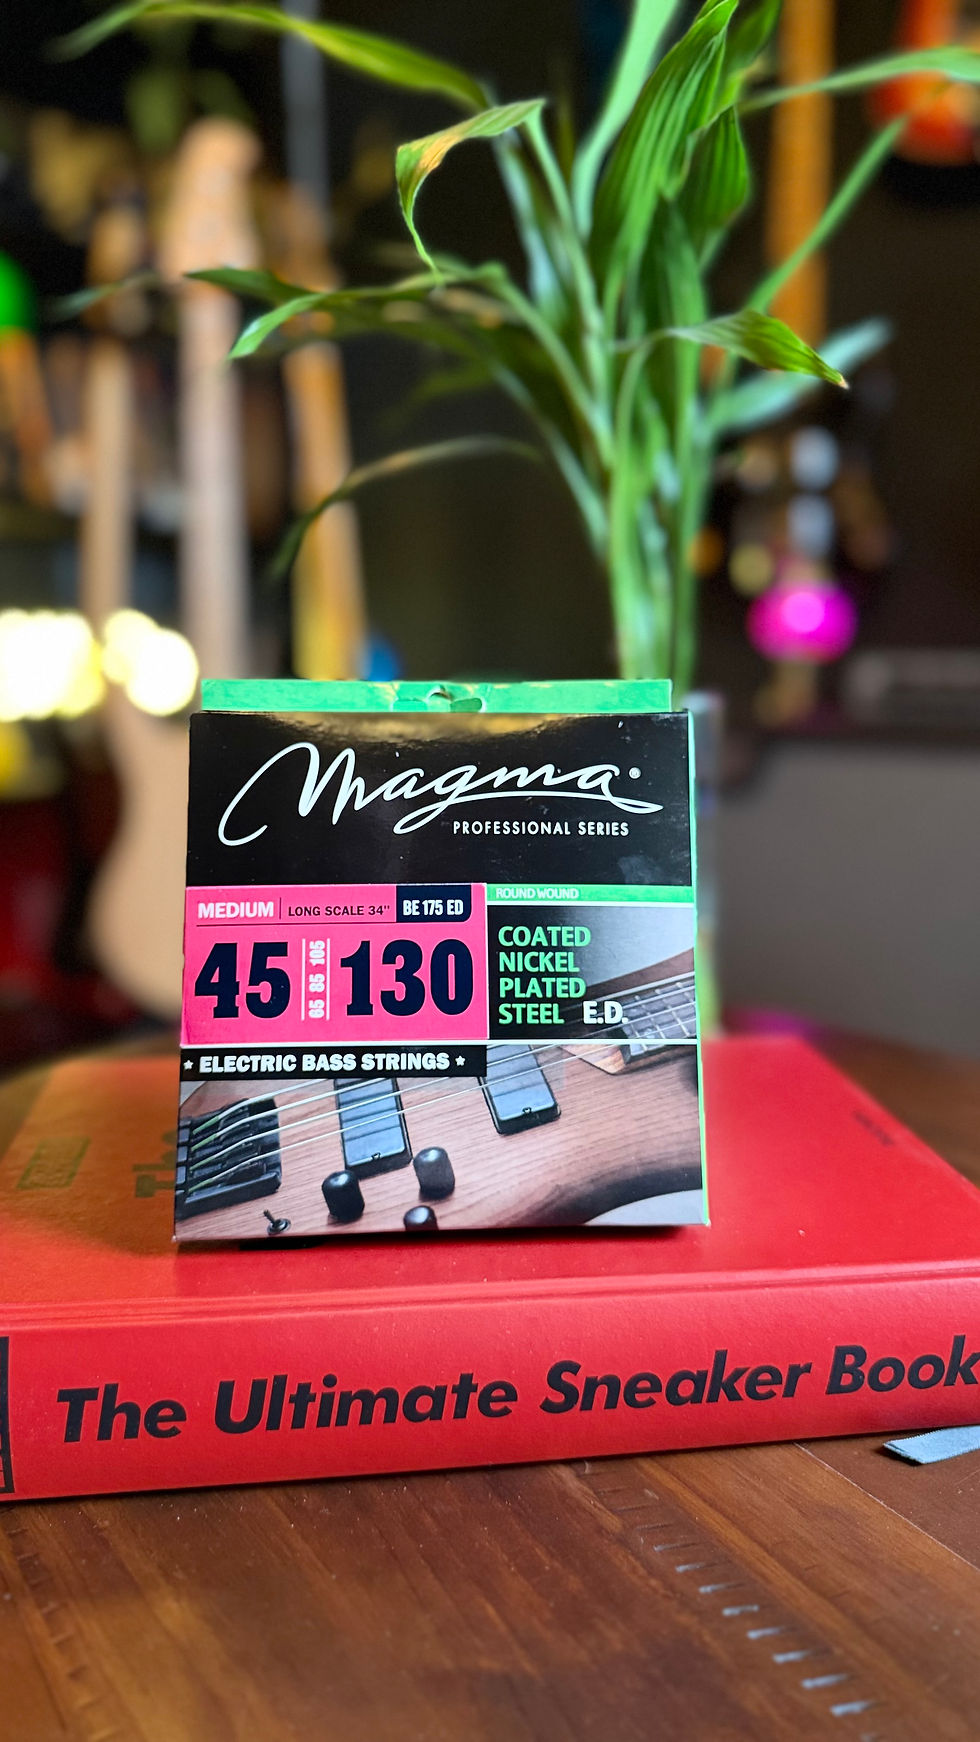 Magma®
PROFESSIONAL SERIES
MEDIUM | LONG SCALE 34" BE 175 ED
45 65 85 105 130
ROUND WOUND
COATED
NICKEL
PLATED
STEEL E.D.
★ ELECTRIC BASS STRINGS ★
The Ultimate Sneaker Book